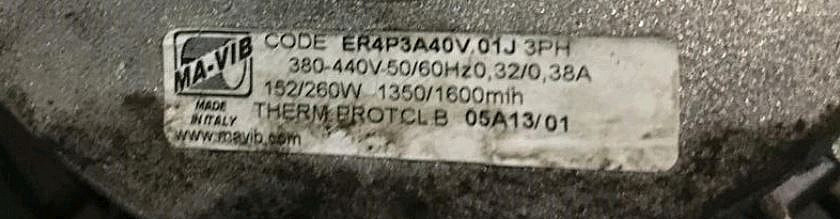 MA-VIB
CODE ER4P3A40V.01J 3PH
380-440V-50/60Hz0,32/0,38A
152/260W 1350/1600mih
MADE IN ITALY
THERM.PROTCL.B 05A13/01
www.mavib.com